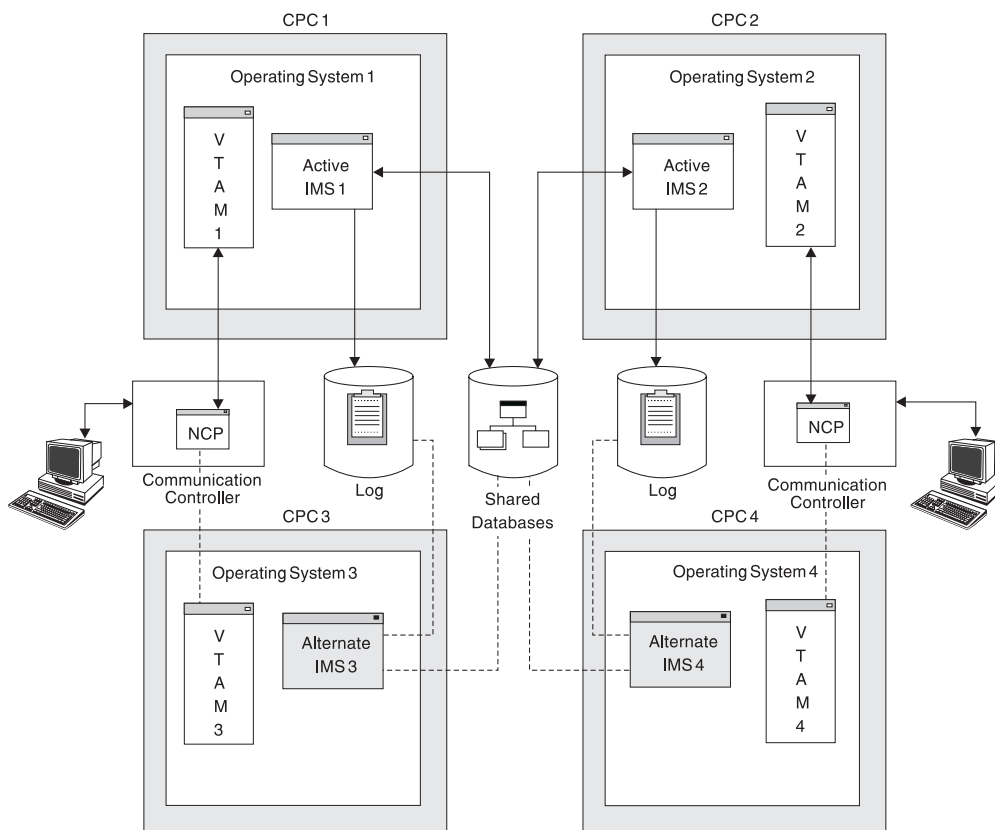 CPC 1
CPC 2
Operating System 1
Operating System 2
V
T
A
M
1
Active
IMS 1
Active
IMS 2
V
T
A
M
2
NCP
NCP
Communication
Controller
Log
Shared
Databases
Log
Communication
Controller
CPC 3
CPC 4
Operating System 3
Operating System 4
V
T
A
M
3
Alternate
IMS 3
Alternate
IMS 4
V
T
A
M
4